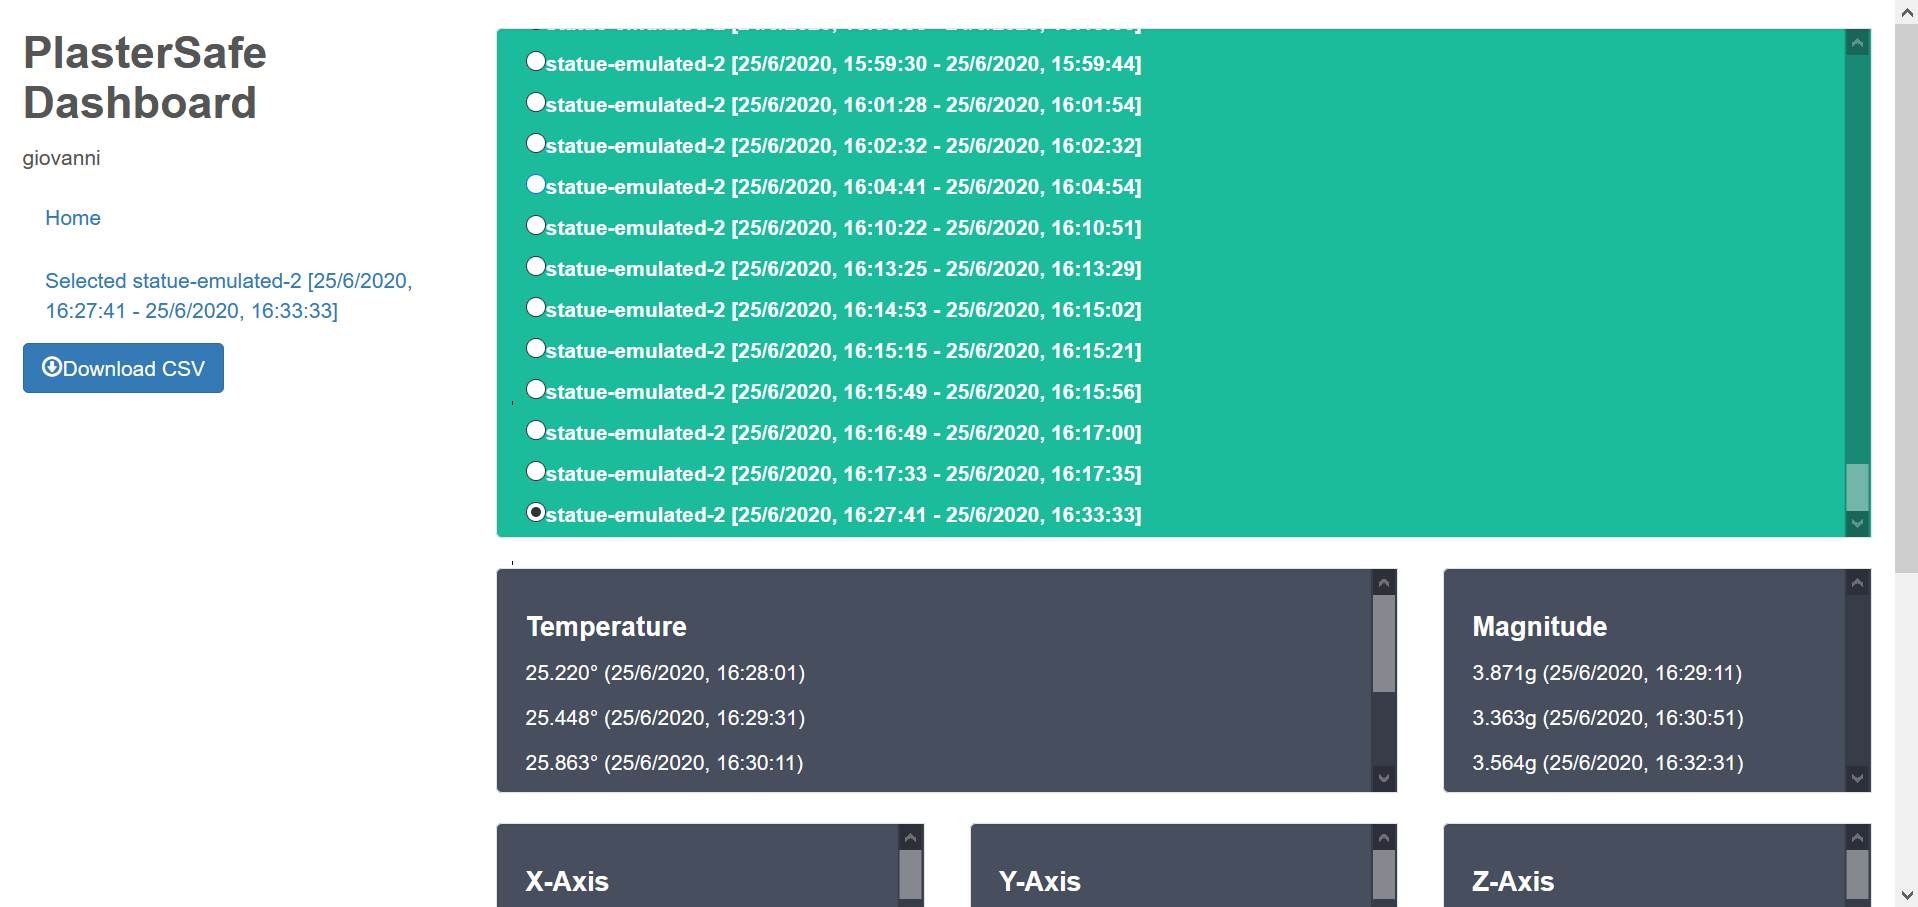 PlasterSafe
Dashboard
giovanni
Home
Selected statue-emulated-2 [25/6/2020,
16:27:41 - 25/6/2020, 16:33:33]
Download CSV
statue-emulated-2 [25/6/2020, 15:59:30 - 25/6/2020, 15:59:44]
statue-emulated-2 [25/6/2020, 16:01:28 - 25/6/2020, 16:01:54]
statue-emulated-2 [25/6/2020, 16:02:32 - 25/6/2020, 16:02:32]
statue-emulated-2 [25/6/2020, 16:04:41 - 25/6/2020, 16:04:54]
statue-emulated-2 [25/6/2020, 16:10:22 - 25/6/2020, 16:10:51]
statue-emulated-2 [25/6/2020, 16:13:25 - 25/6/2020, 16:13:29]
statue-emulated-2 [25/6/2020, 16:14:53 - 25/6/2020, 16:15:02]
statue-emulated-2 [25/6/2020, 16:15:15 - 25/6/2020, 16:15:21]
statue-emulated-2 [25/6/2020, 16:15:49 - 25/6/2020, 16:15:56]
statue-emulated-2 [25/6/2020, 16:16:49 - 25/6/2020, 16:17:00]
statue-emulated-2 [25/6/2020, 16:17:33 - 25/6/2020, 16:17:35]
statue-emulated-2 [25/6/2020, 16:27:41 - 25/6/2020, 16:33:33]
Temperature
25.220° (25/6/2020, 16:28:01)
25.448° (25/6/2020, 16:29:31)
25.863° (25/6/2020, 16:30:11)
Magnitude
3.871g (25/6/2020, 16:29:11)
3.363g (25/6/2020, 16:30:51)
3.564g (25/6/2020, 16:32:31)
X-Axis
Y-Axis
Z-Axis